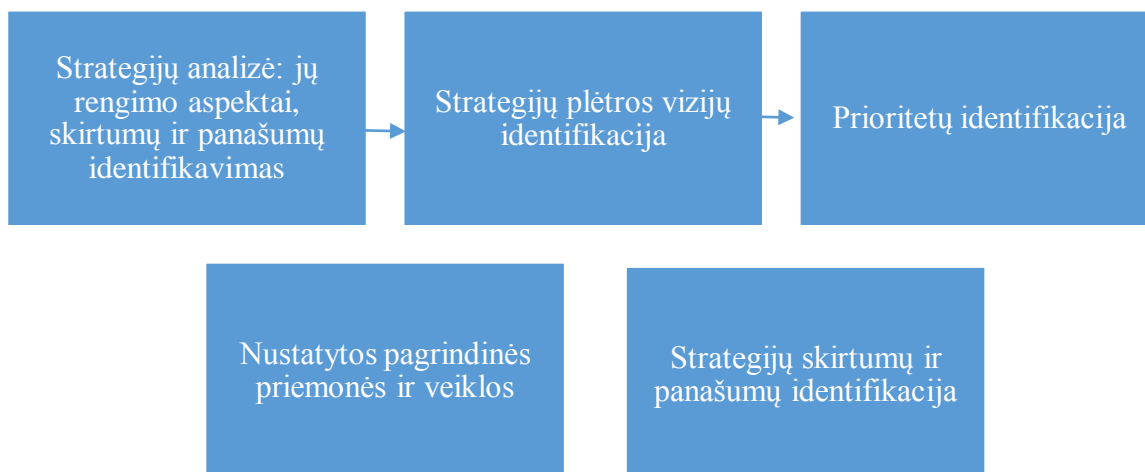 Strategijų analizė: jų
rengimo aspektai,
skirtumų ir panašumų
identifikavimas
Strategijų plėtros vizijų
identifikacija
Prioritetų identifikacija
Nustatytos pagrindinės
priemonės ir veiklos
Strategijų skirtumų ir
panašumų identifikacija